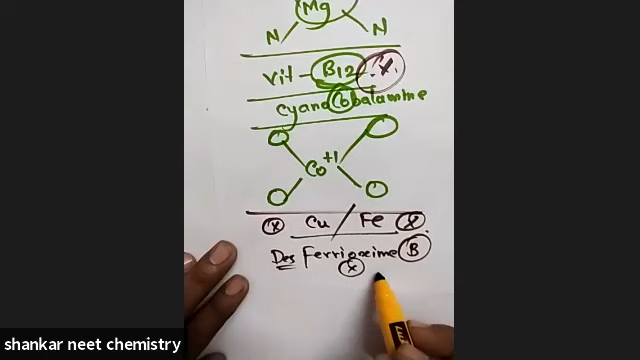 Mg
N N
Vit - B12 . X .
Cyano Cobalamine
Co+1
X Cu / Fe X
Des Ferrioxime B
X
shankar neet chemistry